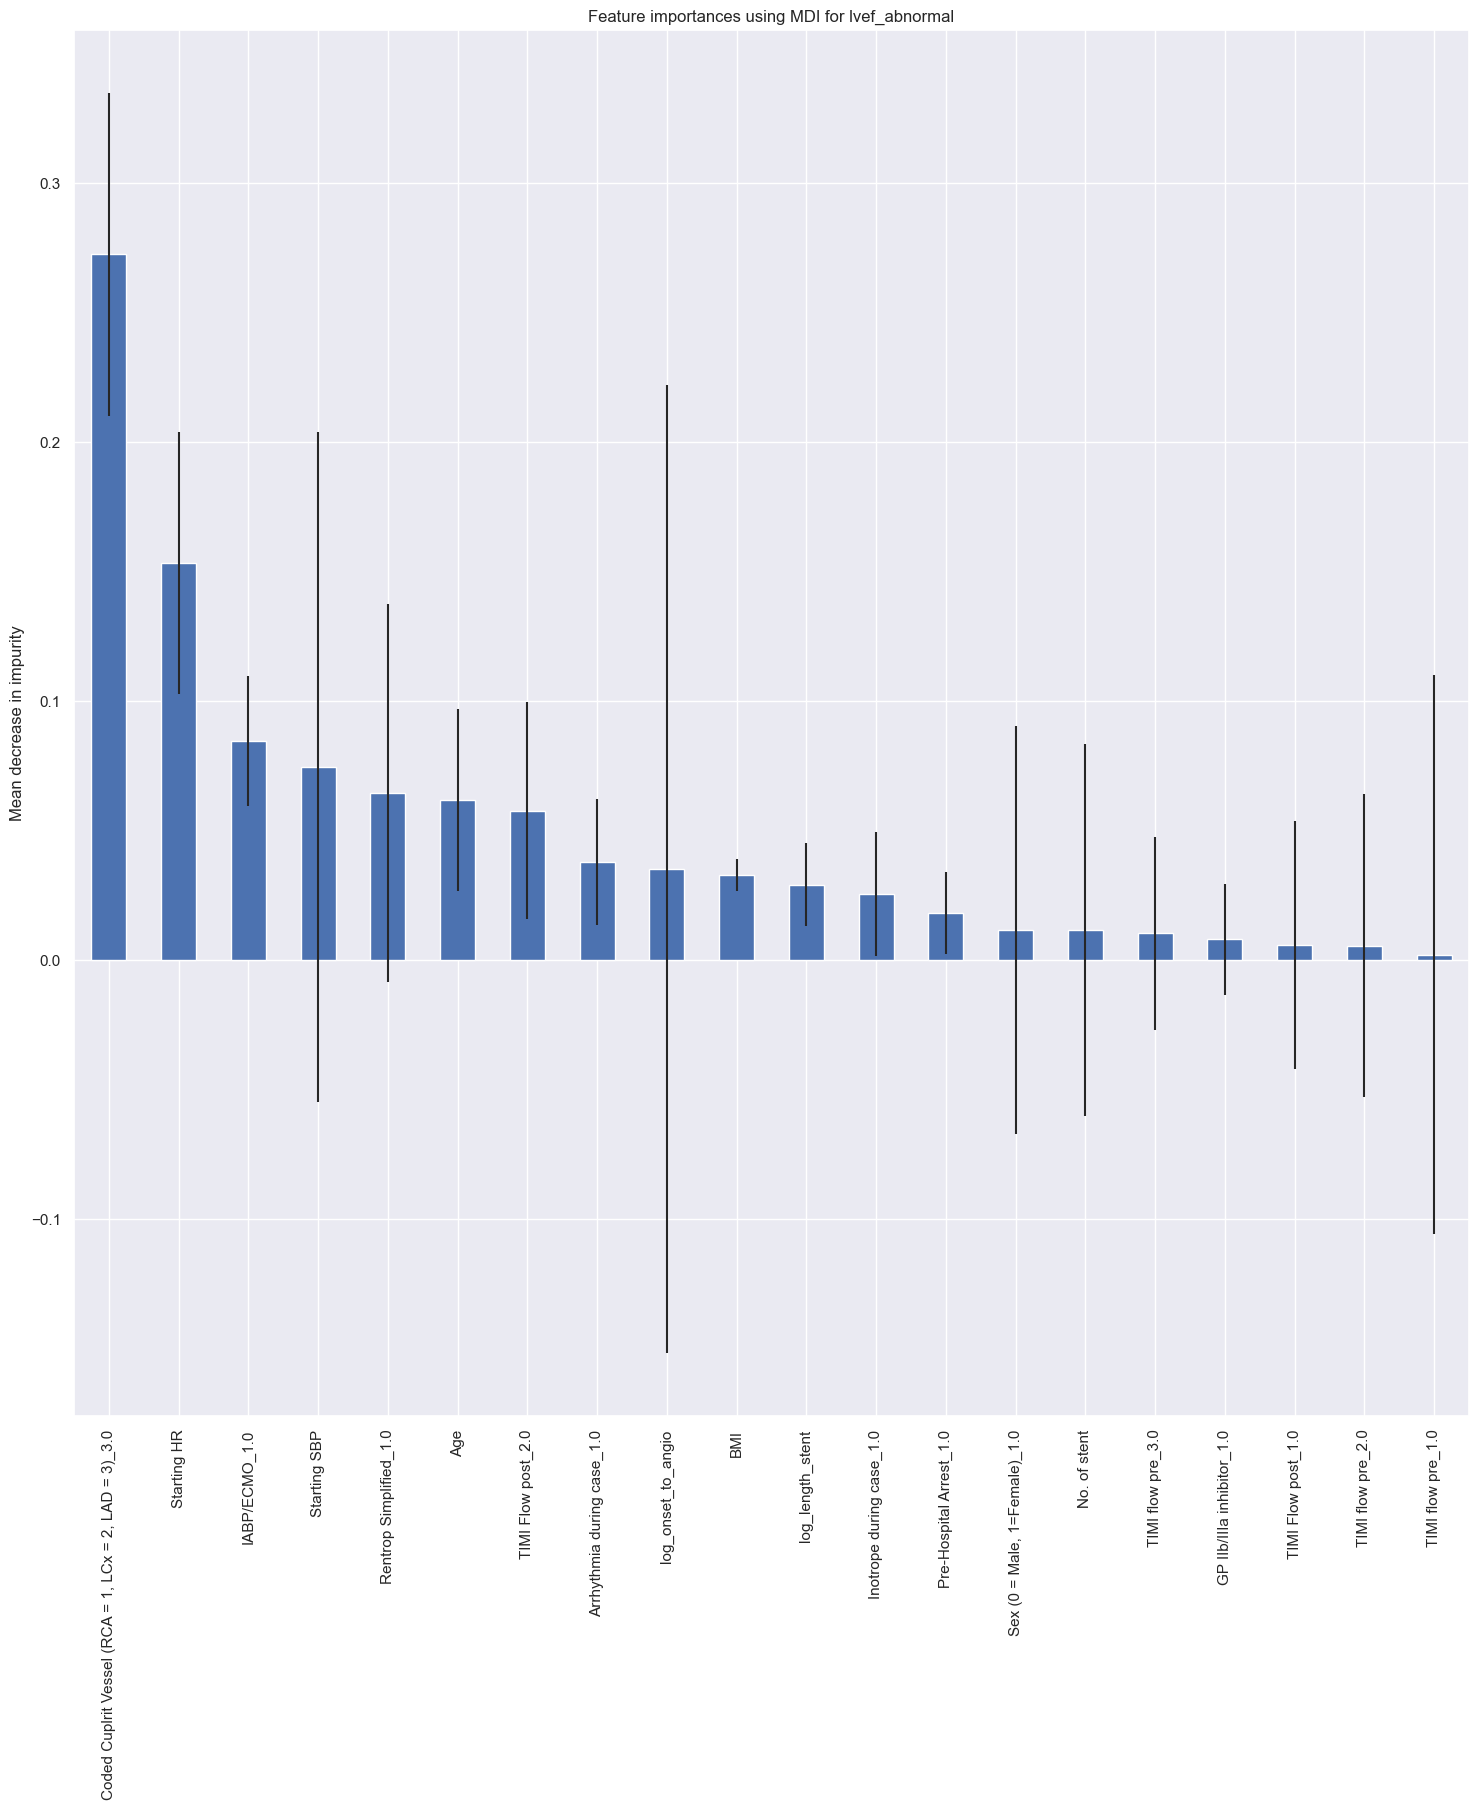 Feature importances using MDI for lvef_abnormal
Mean decrease in impurity
0.3
0.2
0.1
0.0
−0.1
Coded Cuplrit Vessel (RCA = 1, LCx = 2, LAD = 3)_3.0
Starting HR
IABP/ECMO_1.0
Starting SBP
Rentrop Simplified_1.0
Age
TIMI Flow post_2.0
Arrhythmia during case_1.0
log_onset_to_angio
BMI
log_length_stent
Inotrope during case_1.0
Pre-Hospital Arrest_1.0
Sex (0 = Male, 1=Female)_1.0
No. of stent
TIMI flow pre_3.0
GP IIb/IIIa inhibitor_1.0
TIMI Flow post_1.0
TIMI flow pre_2.0
TIMI flow pre_1.0